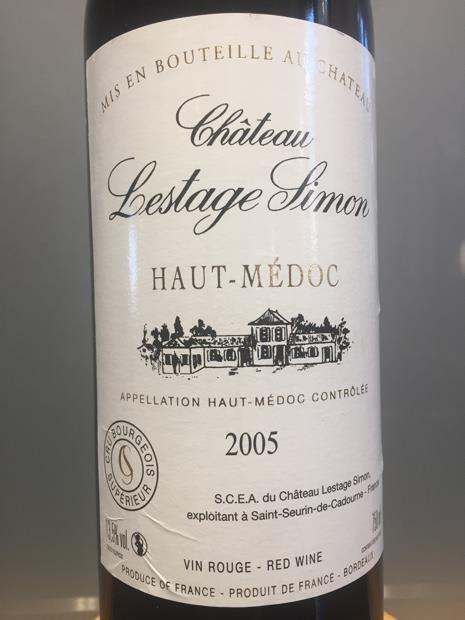 MIS EN BOUTEILLE AU CHATEAU
Château
Lestage Simon
HAUT-MÉDOC
APPELLATION HAUT-MÉDOC CONTRÔLÉE
2005
CRU BOURGEOIS
SUPÉRIEUR
S.C.E.A. du Château Lestage Simon,
exploitant à Saint-Seurin-de-Cadourne - France
13,5% vol.
VIN ROUGE - RED WINE
PRODUCE OF FRANCE - PRODUIT DE FRANCE - BORDEAUX